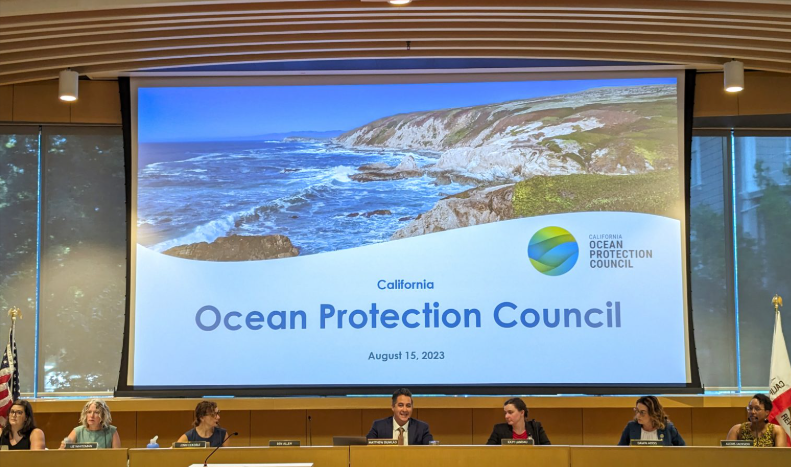 CALIFORNIA
OCEAN
PROTECTION
COUNCIL
California
Ocean Protection Council
August 15, 2023